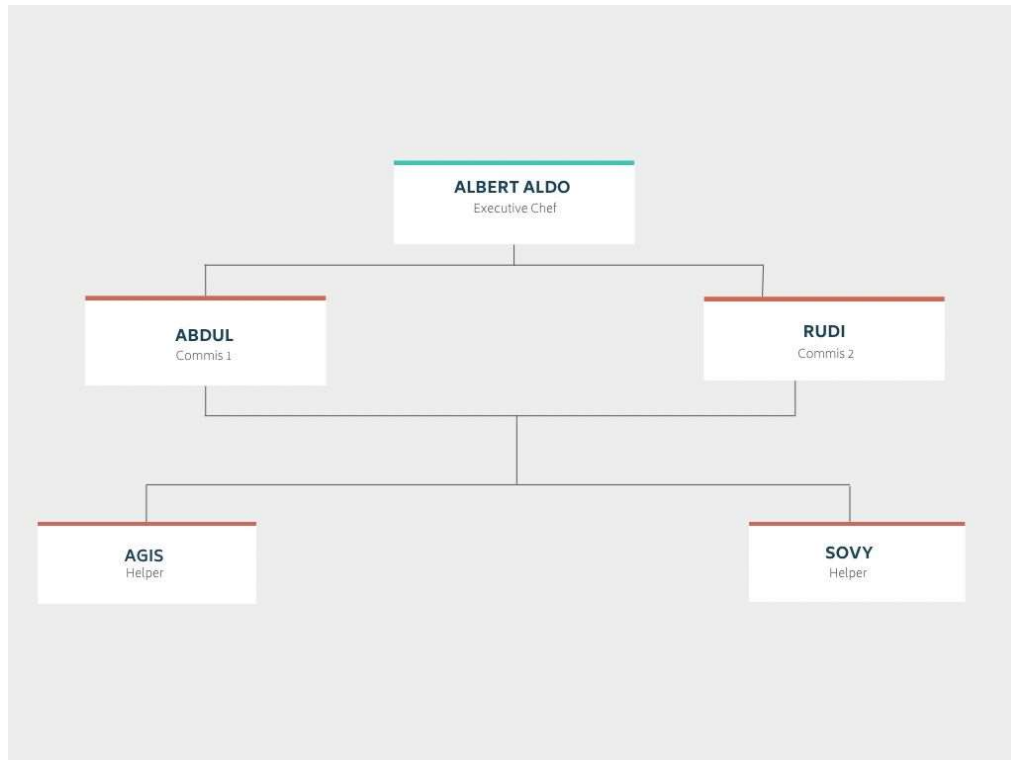 ALBERT ALDO
Executive Chef
ABDUL
Commis 1
RUDI
Commis 2
AGIS
Helper
SOVY
Helper